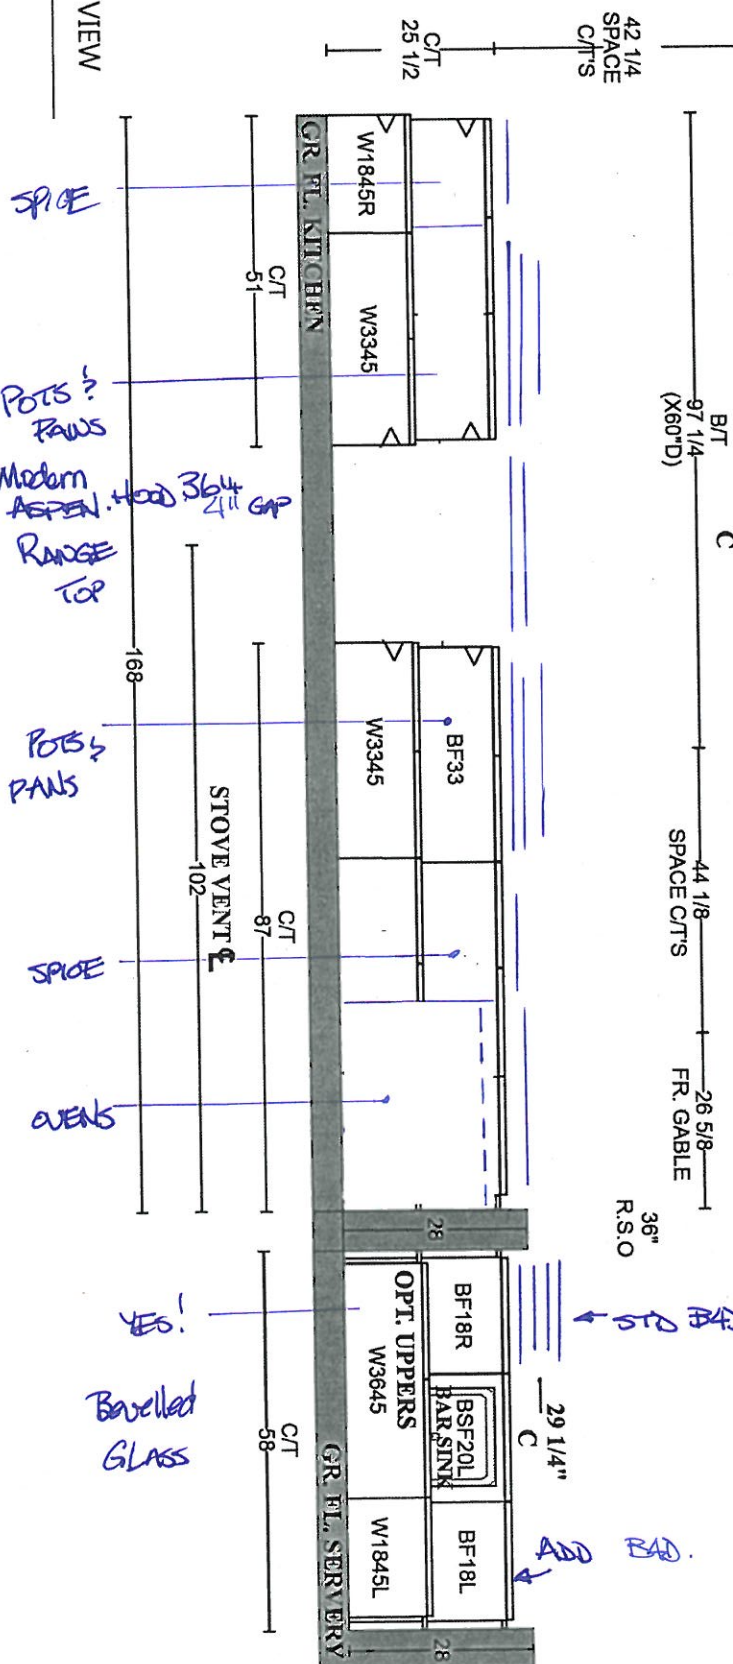 VIEW
42 1/4
SPACE
C/T'S
C/T
25 1/2
B/T
97 1/4
(X60"D)
C
44 1/8
SPACE C/T'S
26 5/8
FR. GABLE
36"
R.S.O
W1845R
W3345
GR. FL. KITCHEN
C/T
51
168
SPICE
POTS &
PANS
Modern
ASPEN. HOOD 364
4" GAP
RANGE
TOP
BF33
W3345
POTS &
PANS
STOVE VENT ℄
102
C/T
87
SPICE
OVENS
28
BF18R
BSF20L
BAR SINK
BF18L
OPT. UPPERS
W3645
W1845L
GR. FL. SERVERY
28
C/T
58
29 1/4"
C
YES!
Bevelled
GLASS
← STD
ADD B4D.